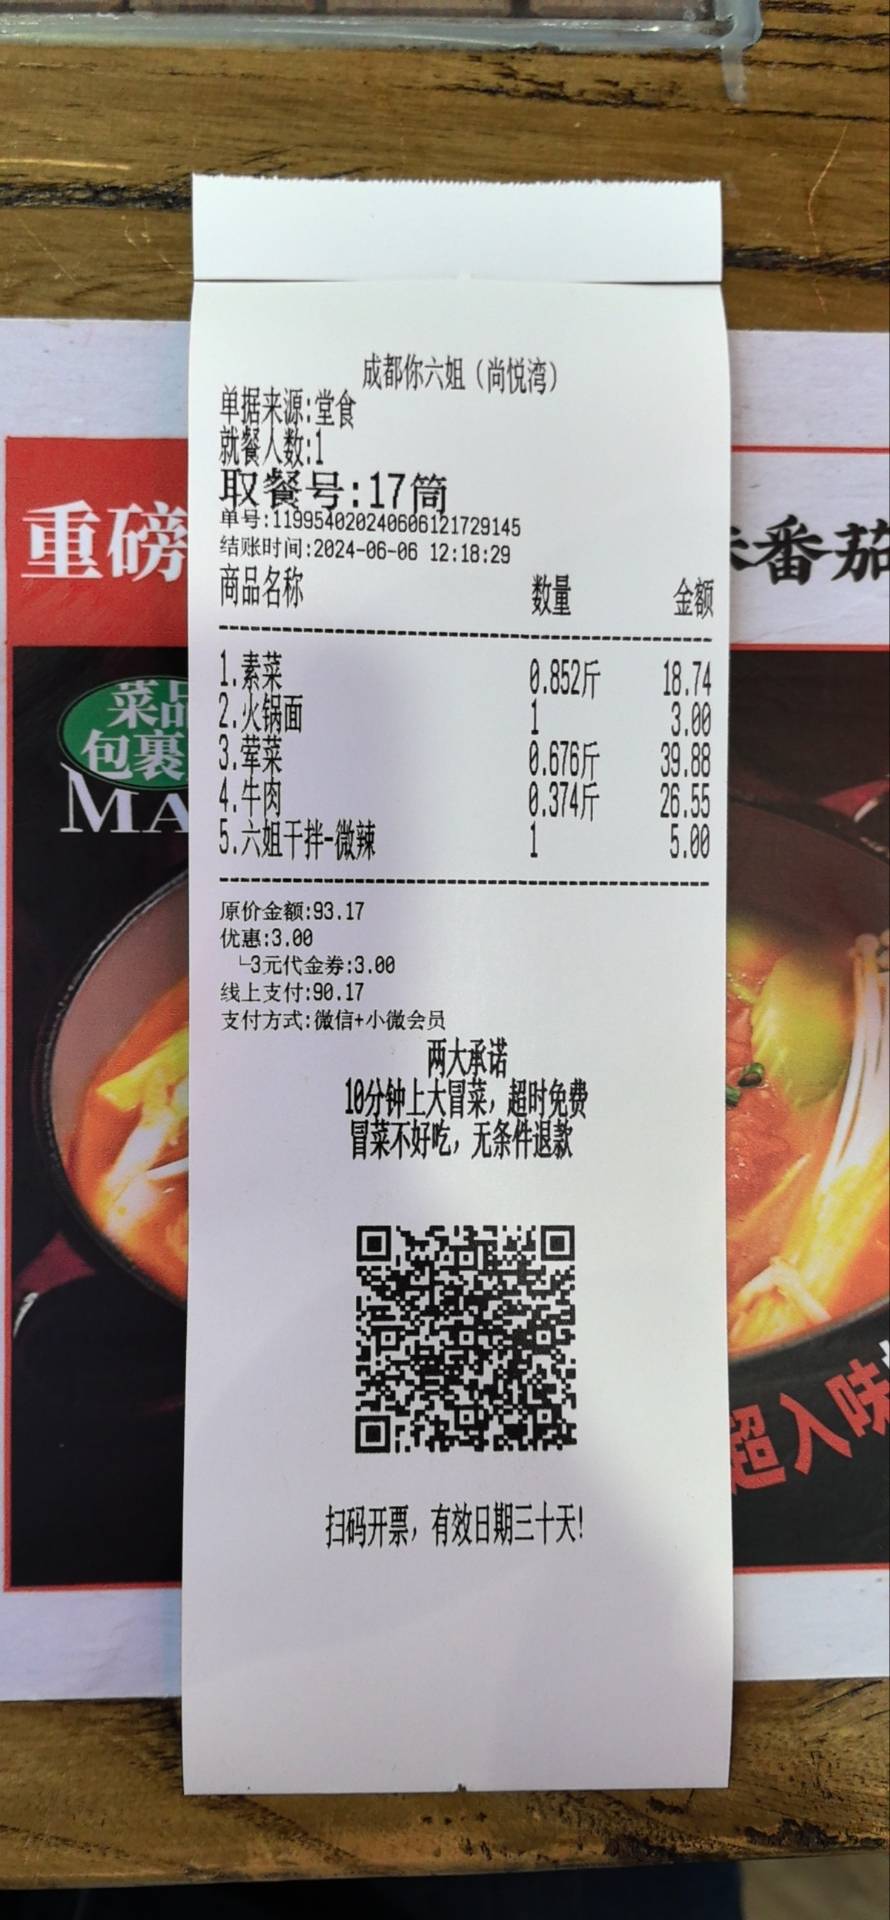 成都你六姐（尚悦湾）
单据来源:堂食
就餐人数:1
取餐号:17筒
单号:119954020240606121729145
结账时间:2024-06-06 12:18:29
商品名称 数量 金额
1.素菜 0.852斤 18.74
2.火锅面 1 3.00
3.荤菜 0.676斤 39.88
4.牛肉 0.374斤 26.55
5.六姐干拌-微辣 1 5.00
原价金额:93.17
优惠:3.00
└3元代金券:3.00
线上支付:90.17
支付方式:微信+小微会员
两大承诺
10分钟上大冒菜，超时免费
冒菜不好吃，无条件退款
扫码开票，有效日期三十天!
重磅
番茄
菜品
包裹
MA
超入味